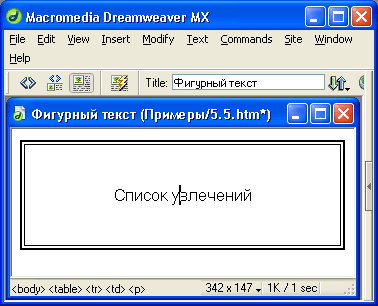 Macromedia Dreamweaver MX
File Edit View Insert Modify Text Commands Site Window
Help
Title: Фигурный текст
Фигурный текст (Примеры/5.5.htm*)
Список увлечений
<body> <table> <tr> <td> <p> 342 x 147 1K / 1 sec